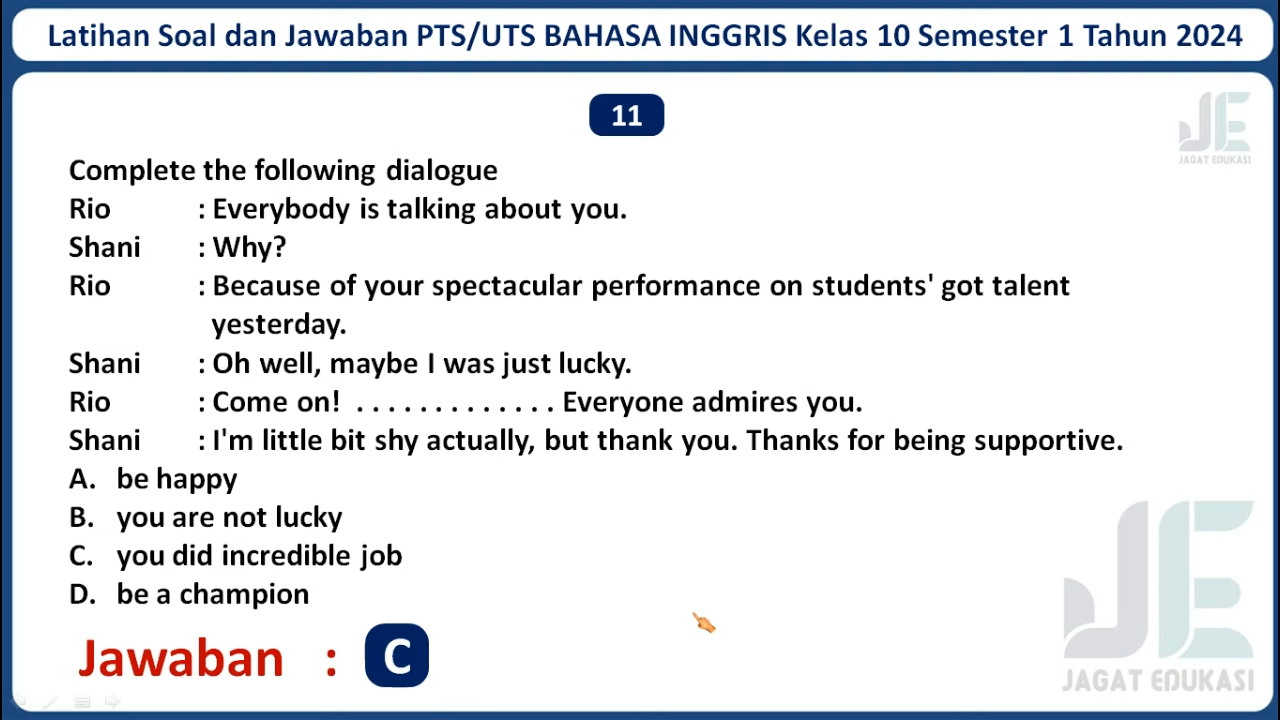 Latihan Soal dan Jawaban PTS/UTS BAHASA INGGRIS Kelas 10 Semester 1 Tahun 2024
11
JE
JAGAT EDUKASI
Complete the following dialogue
Rio : Everybody is talking about you.
Shani : Why?
Rio : Because of your spectacular performance on students' got talent
yesterday.
Shani : Oh well, maybe I was just lucky.
Rio : Come on! . . . . . . . . . . . . . Everyone admires you.
Shani : I'm little bit shy actually, but thank you. Thanks for being supportive.
A. be happy
B. you are not lucky
C. you did incredible job
D. be a champion
Jawaban : C
JE
JAGAT EDUKASI